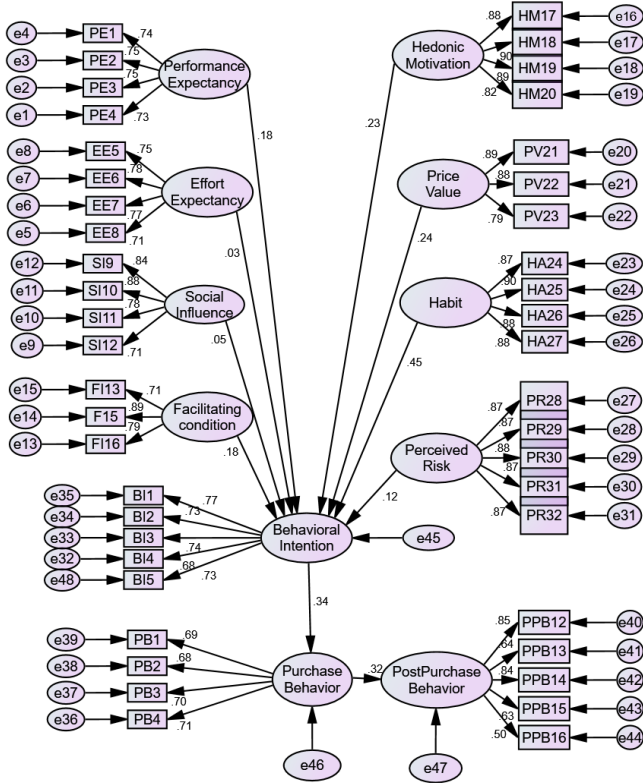 e4 PE1 .74
e3 PE2 .75
e2 PE3 .75
e1 PE4 .73
Performance
Expectancy
.18
e8 EE5 .75
e7 EE6 .78
e6 EE7 .77
e5 EE8 .71
Effort
Expectancy
.03
e12 SI9 .84
e11 SI10 .88
e10 SI11 .78
e9 SI12 .71
Social
Influence
.05
e15 FI13 .71
e14 F15 .89
e13 FI16 .79
Facilitating
condition
.18
Hedonic
Motivation
.23
.88 HM17 e16
HM18 e17
.90 HM19 e18
.89
.82 HM20 e19
Price
Value
.24
.89 PV21 e20
.88 PV22 e21
.79 PV23 e22
Habit
.45
.87 HA24 e23
.90 HA25 e24
HA26 e25
.88
.88 HA27 e26
Perceived
Risk
.12
.87 PR28 e27
.87 PR29 e28
.88 PR30 e29
.87 PR31 e30
.87 PR32 e31
e35 BI1 .77
e34 BI2 .73
e33 BI3
e32 BI4 .74
.68
e48 BI5 .73
Behavioral
Intention
e45
.34
e39 PB1 .69
e38 PB2 .68
e37 PB3 .70
e36 PB4 .71
Purchase
Behavior
.32
e46
PostPurchase
Behavior
e47
.85 PPB12 e40
.64 PPB13 e41
.84 PPB14 e42
PPB15 e43
.63
.50 PPB16 e44